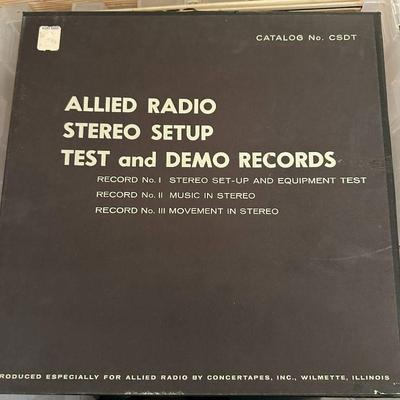 CATALOG No. CSDT
ALLIED RADIO
STEREO SETUP
TEST and DEMO RECORDS
RECORD No. I STEREO SET-UP AND EQUIPMENT TEST
RECORD No. II MUSIC IN STEREO
RECORD No. III MOVEMENT IN STEREO
RODUCED ESPECIALLY FOR ALLIED RADIO BY CONCERTAPES, INC., WILMETTE, ILLINOIS